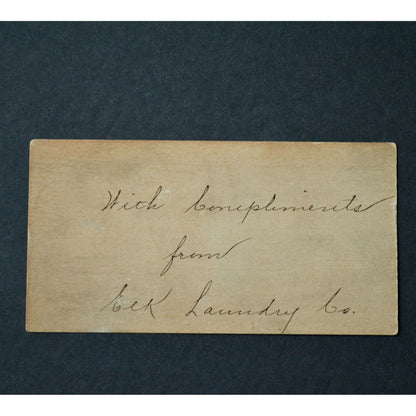 With Compliments
from
Elk Laundry Co.